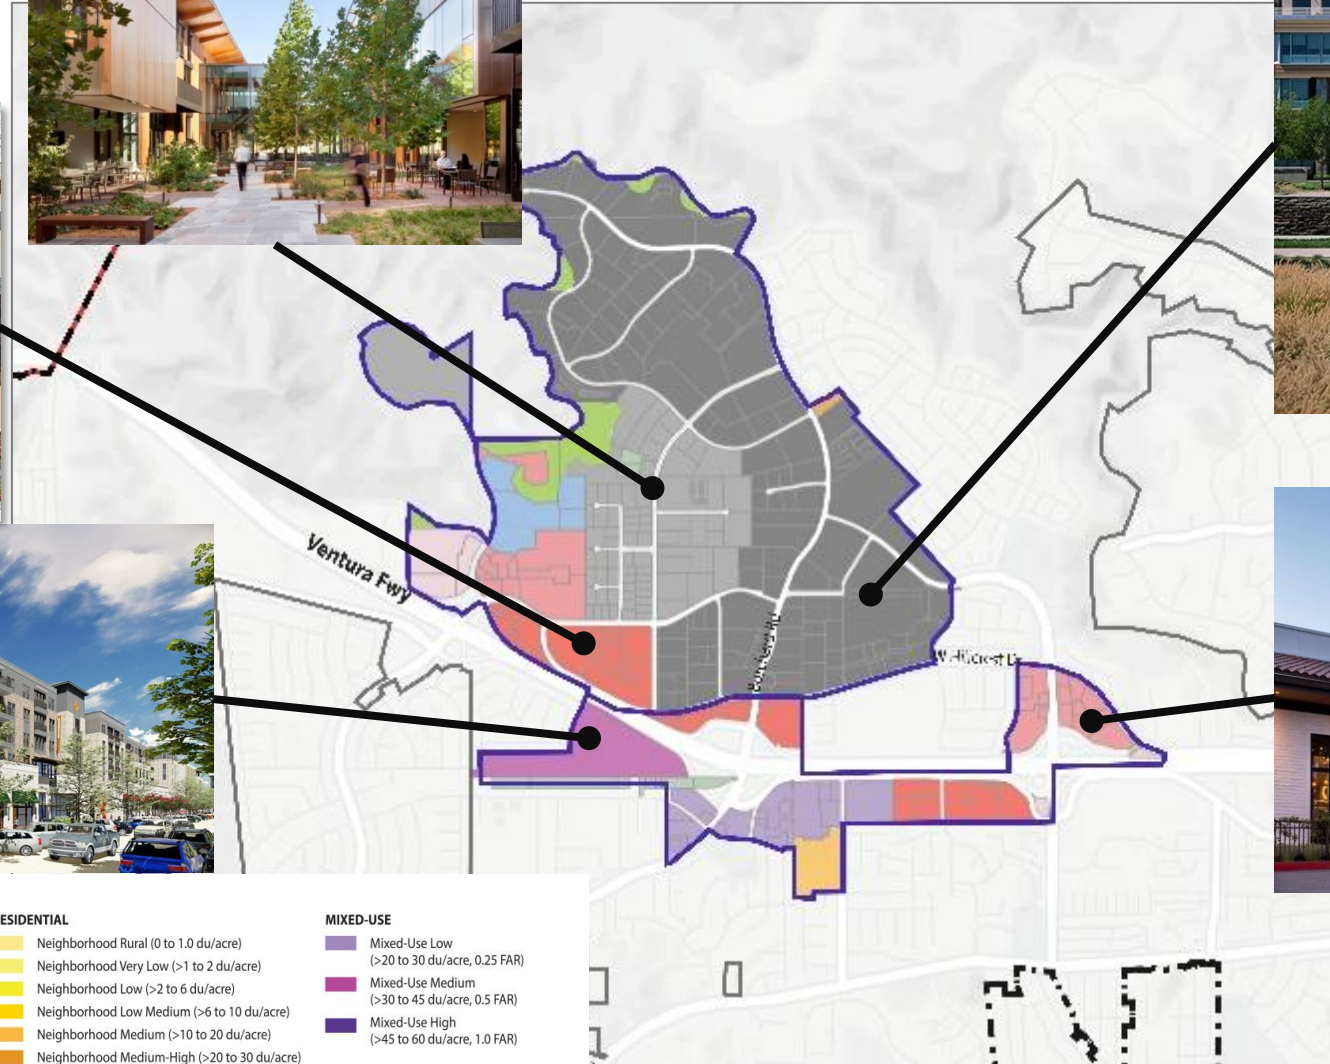 Ventura Fwy
W Hillcrest Dr
ESIDENTIAL
Neighborhood Rural (0 to 1.0 du/acre)
Neighborhood Very Low (>1 to 2 du/acre)
Neighborhood Low (>2 to 6 du/acre)
Neighborhood Low Medium (>6 to 10 du/acre)
Neighborhood Medium (>10 to 20 du/acre)
Neighborhood Medium-High (>20 to 30 du/acre)
MIXED-USE
Mixed-Use Low
(>20 to 30 du/acre, 0.25 FAR)
Mixed-Use Medium
(>30 to 45 du/acre, 0.5 FAR)
Mixed-Use High
(>45 to 60 du/acre, 1.0 FAR)